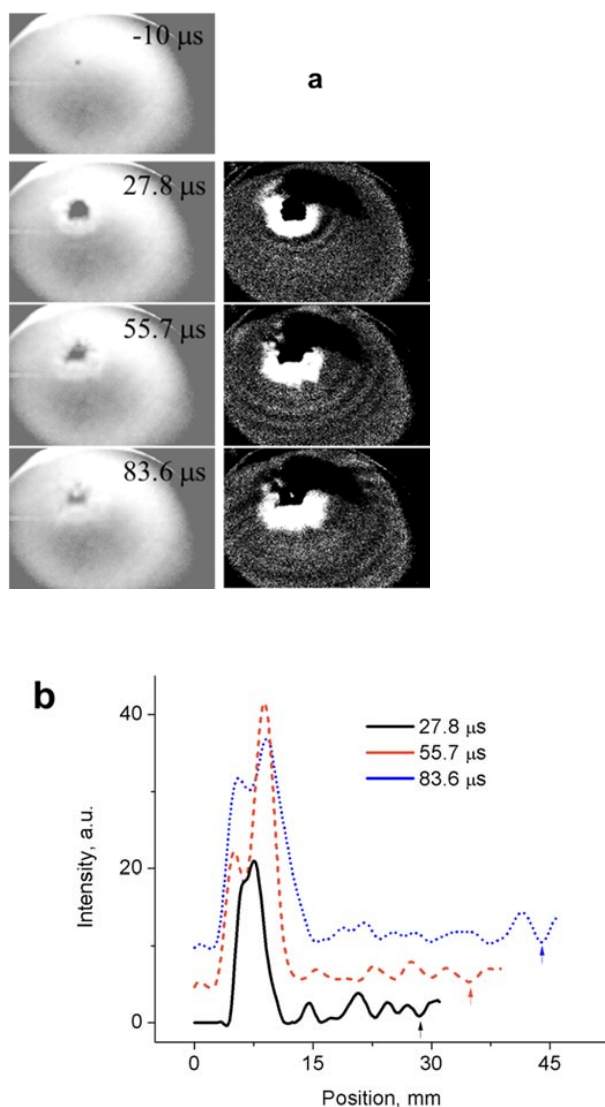 -10 µs
a
27.8 µs
55.7 µs
83.6 µs
b
40
20
0
Intensity, a.u.
27.8 µs
55.7 µs
83.6 µs
0 15 30 45
Position, mm